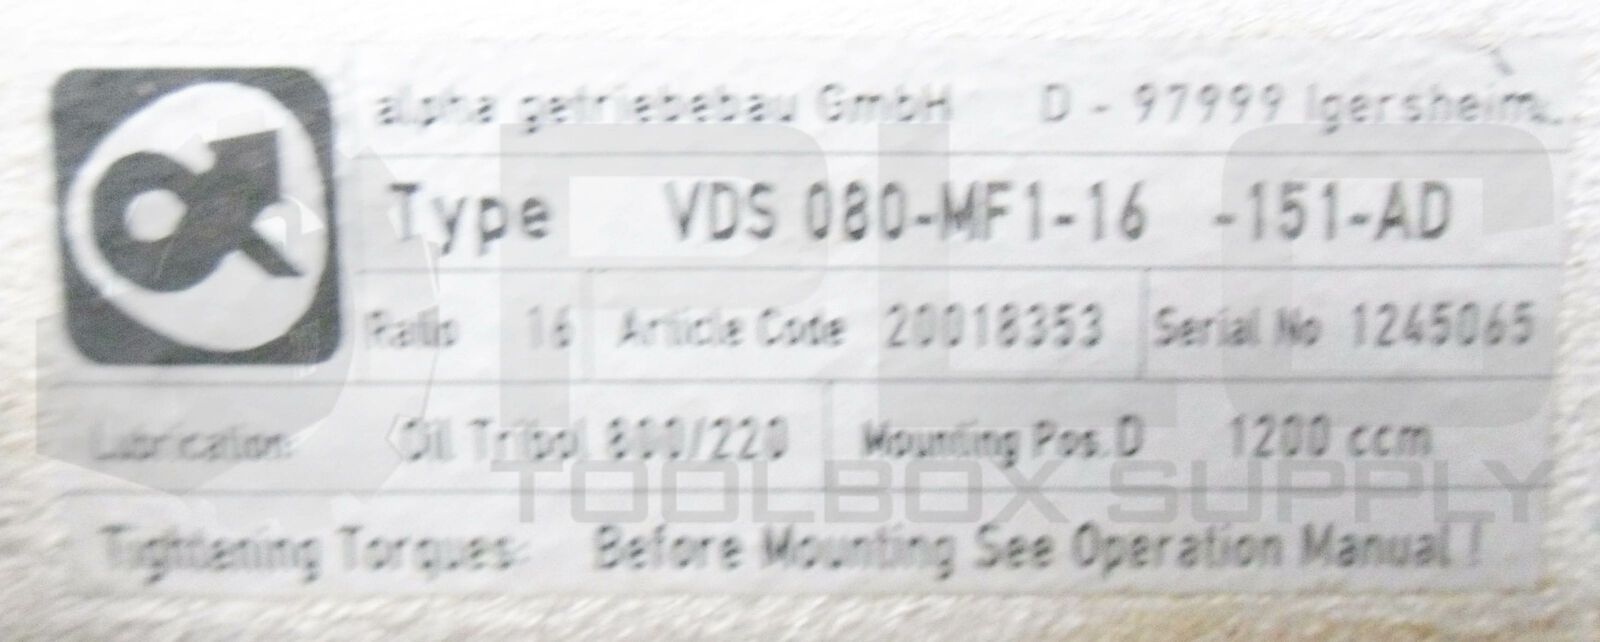 alpha getriebebau GmbH D - 97999 Igersheim
Type VDS 080-MF1-16 -151-AD
Ratio 16 Article Code 20018353 Serial No 1245065
Lubrication: Oil Tribol 800/220 Mounting Pos.D 1200 ccm
Tightening Torques: Before Mounting See Operation Manual !
PLC
TOOLBOX SUPPLY